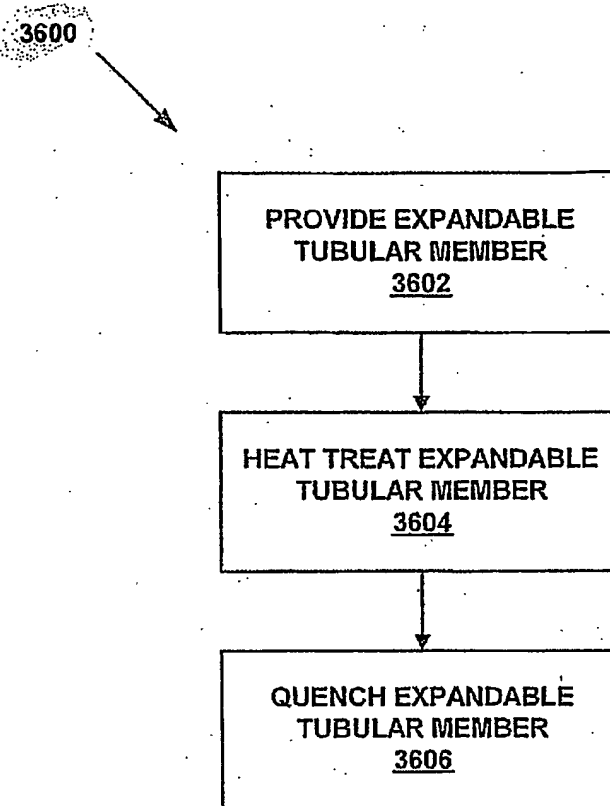 3600
PROVIDE EXPANDABLE
TUBULAR MEMBER
3602
HEAT TREAT EXPANDABLE
TUBULAR MEMBER
3604
QUENCH EXPANDABLE
TUBULAR MEMBER
3606